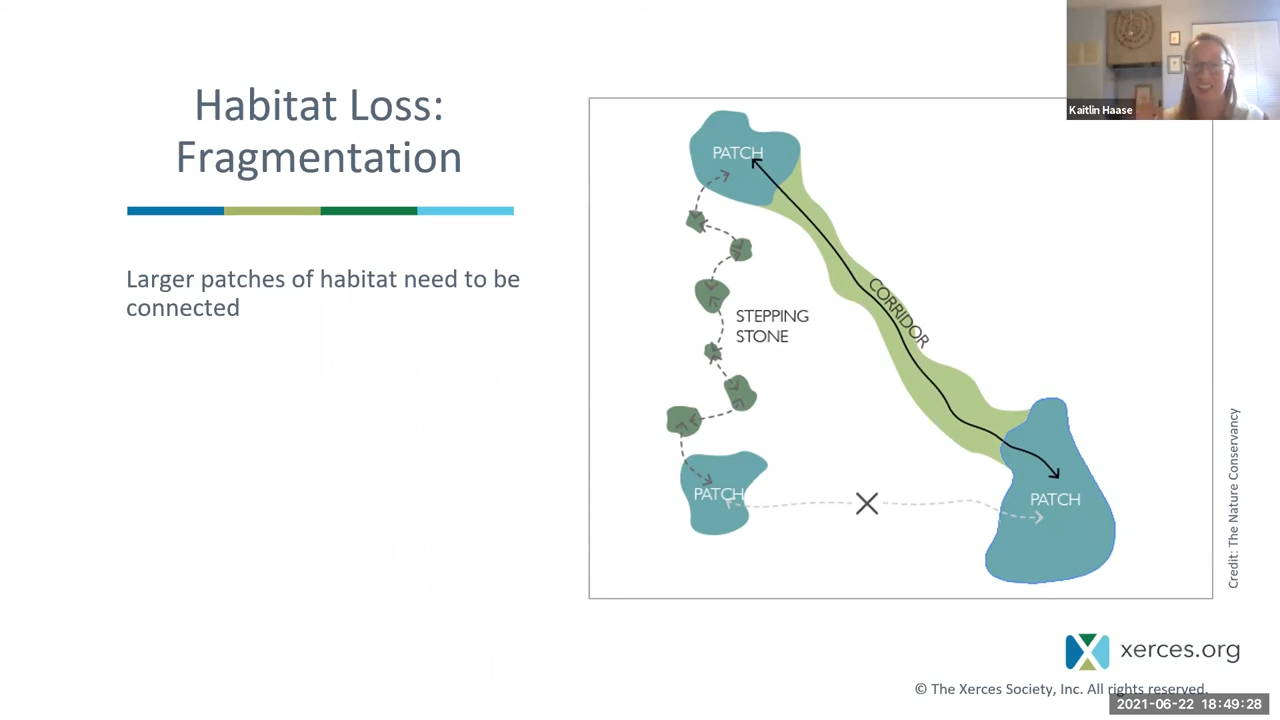 Kaitlin Haase
Habitat Loss:
Fragmentation
Larger patches of habitat need to be
connected
PATCH
CORRIDOR
STEPPING
STONE
PATCH
PATCH
Credit: The Nature Conservancy
xerces.org
© The Xerces Society, Inc. All rights reserved.
2021-06-22 18:49:28